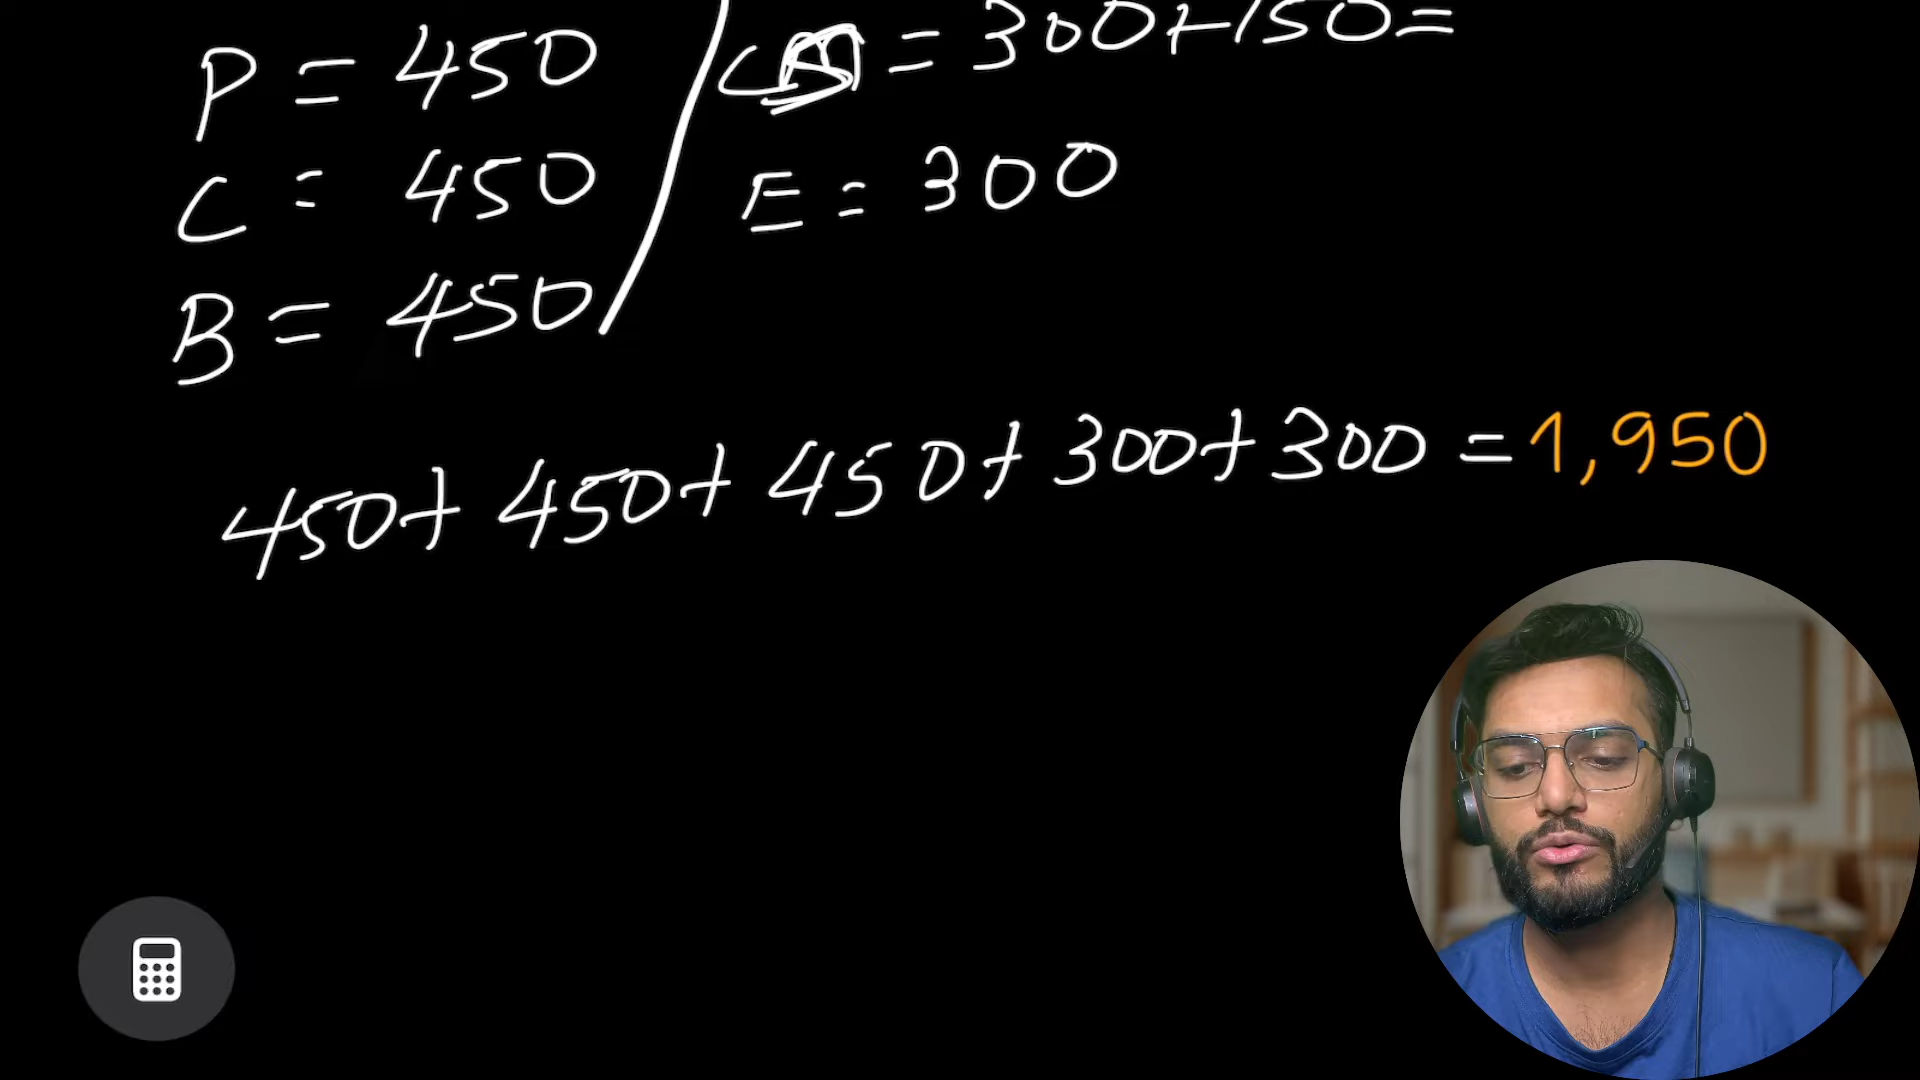 P = 450
C = 450
B = 450
C = 300+150=
E = 300
450+ 450+ 450+ 300+ 300 = 1,950